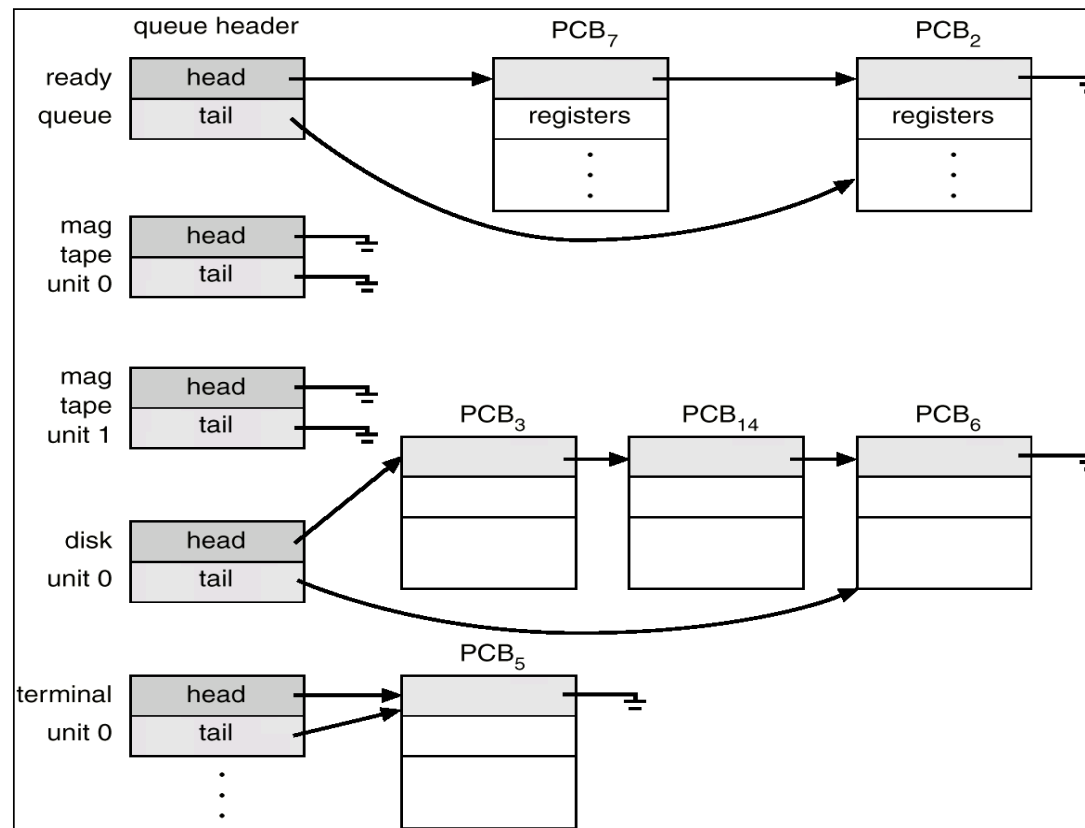 queue header
PCB7
PCB2
ready
queue
head
tail
registers
registers
mag
tape
unit 0
head
tail
mag
tape
unit 1
head
tail
PCB3
PCB14
PCB6
disk
unit 0
head
tail
PCB5
terminal
unit 0
head
tail